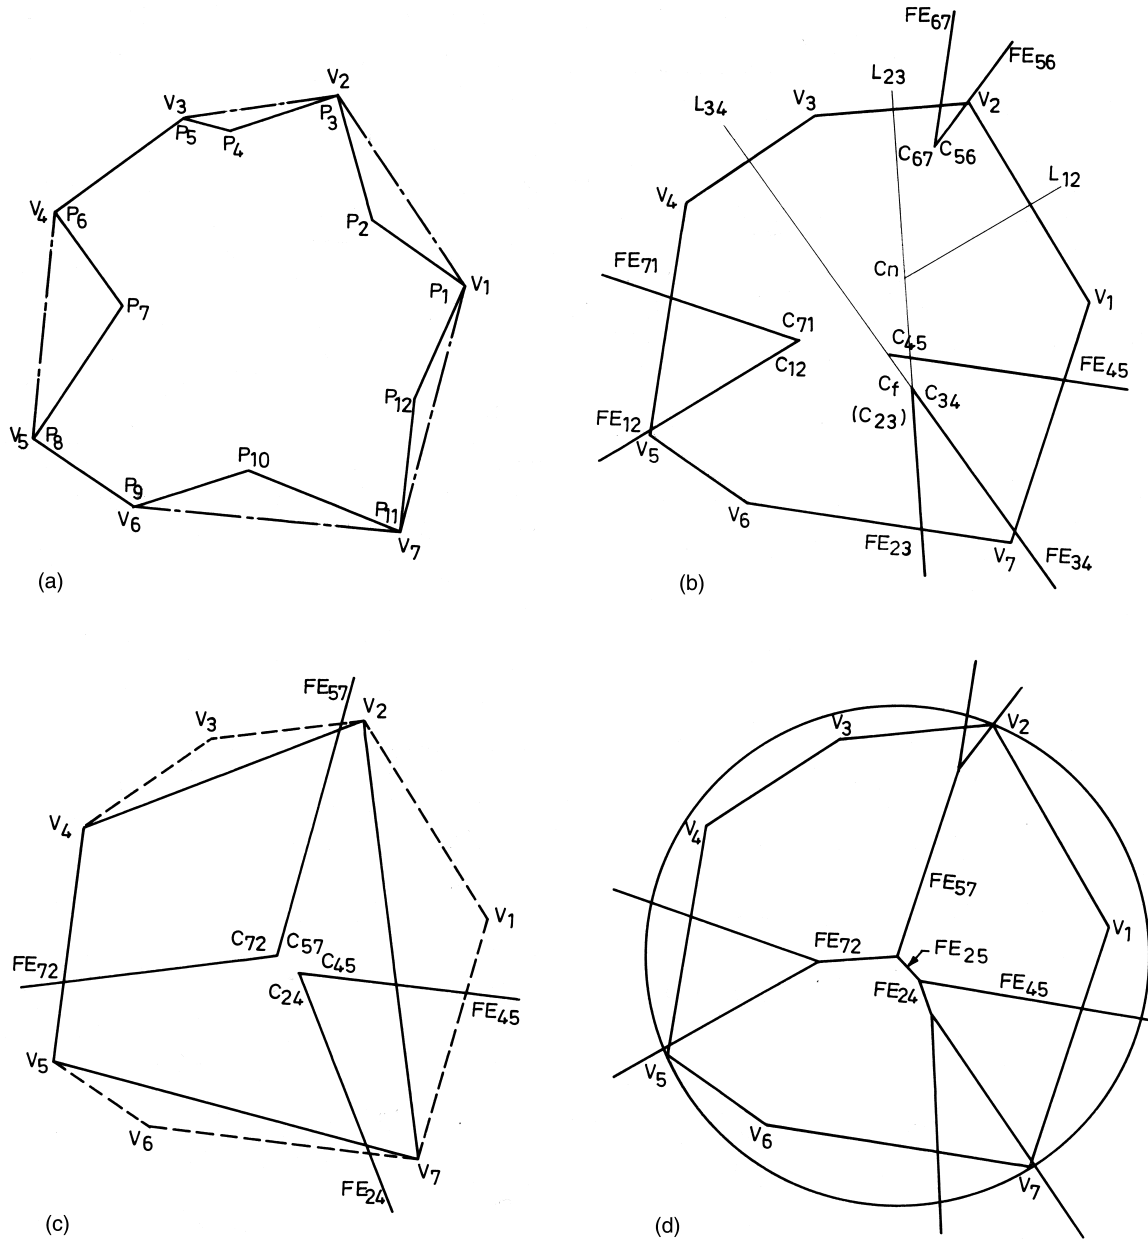 V2
V3
P3
P5
P4
V4
P6
P2
P1
V1
P7
P12
V5
P8
P10
P9
P11
V6
V7
(a)
FE67
FE56
L23
L34
V3
V2
C67
C56
L12
V4
FE71
Cn
V1
C71
C45
C12
FE45
Cf
C34
(C23)
FE12
V5
V6
FE23
V7
FE34
(b)
FE57
V2
V3
V4
V1
C72
C57
C45
FE72
C24
FE45
V5
V6
V7
FE24
(c)
V3
V2
V4
FE57
V1
FE72
FE25
FE24
FE45
V5
V6
V7
(d)